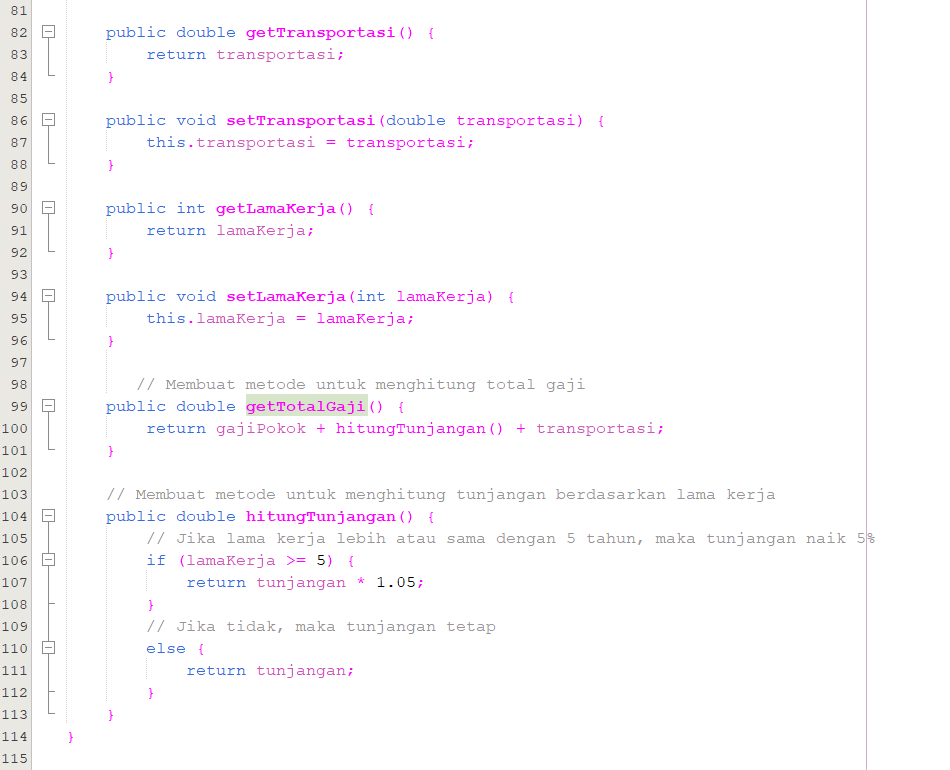 81
82 public double getTransportasi() {
83 return transportasi;
84 }
85
86 public void setTransportasi(double transportasi) {
87 this.transportasi = transportasi;
88 }
89
90 public int getLamaKerja() {
91 return lamaKerja;
92 }
93
94 public void setLamaKerja(int lamaKerja) {
95 this.lamaKerja = lamaKerja;
96 }
97
98 // Membuat metode untuk menghitung total gaji
99 public double getTotalGaji() {
100 return gajiPokok + hitungTunjangan() + transportasi;
101 }
102
103 // Membuat metode untuk menghitung tunjangan berdasarkan lama kerja
104 public double hitungTunjangan() {
105 // Jika lama kerja lebih atau sama dengan 5 tahun, maka tunjangan naik 5%
106 if (lamaKerja >= 5) {
107 return tunjangan * 1.05;
108 }
109 // Jika tidak, maka tunjangan tetap
110 else {
111 return tunjangan;
112 }
113 }
114 }
115